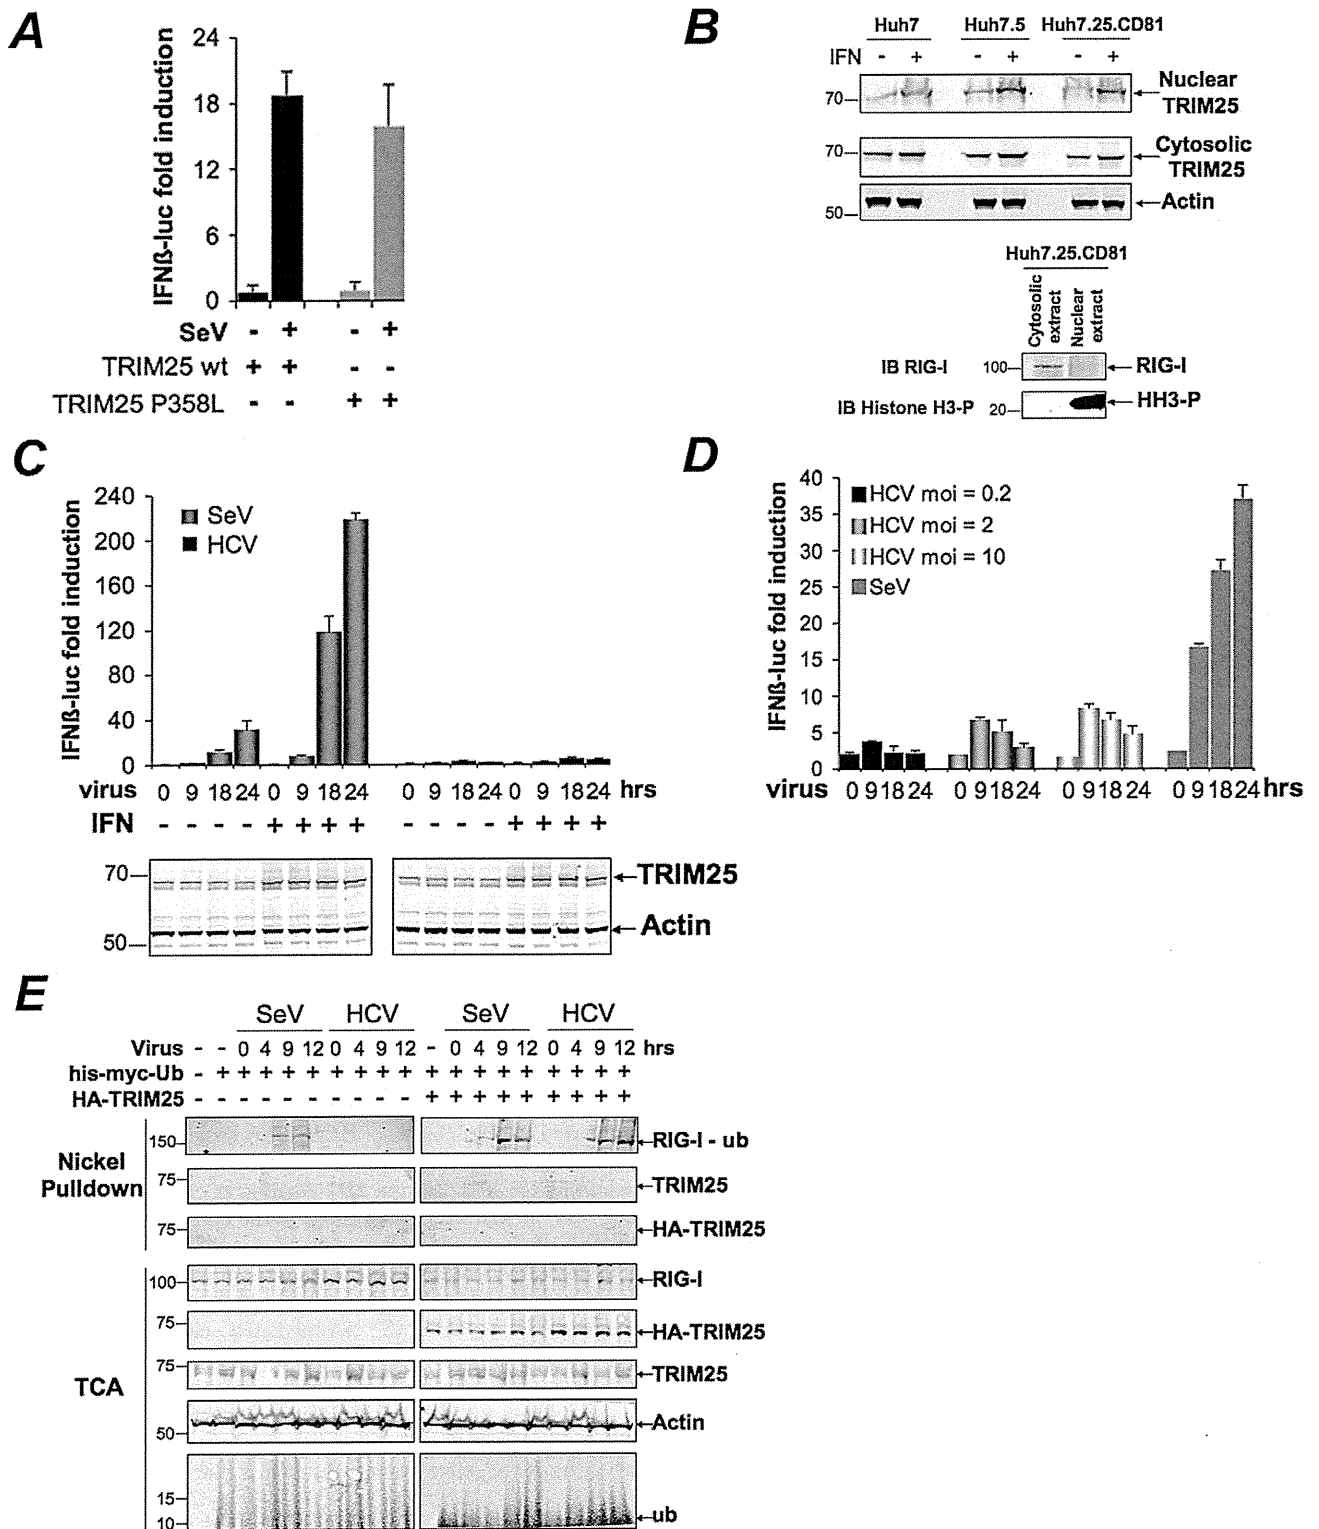 A
24
18
12
6
0
IFNß-luc fold induction
SeV - + - +
TRIM25 wt + + - -
TRIM25 P358L - - + +
B
Huh7 Huh7.5 Huh7.25.CD81
IFN - + - + - +
70 Nuclear TRIM25
70 Cytosolic TRIM25
50 Actin
Huh7.25.CD81
Cytosolic extract
Nuclear extract
IB RIG-I 100 RIG-I
IB Histone H3-P 20 HH3-P
C
240
200
160
120
80
40
0
IFNß-luc fold induction
SeV
HCV
virus 0 9 18 24 0 9 18 24 0 9 18 24 0 9 18 24 hrs
IFN - - - - + + + + - - - - + + + +
70 TRIM25
50 Actin
D
40
35
30
25
20
15
10
5
0
IFNß-luc fold induction
HCV moi = 0.2
HCV moi = 2
HCV moi = 10
SeV
virus 0 9 18 24 0 9 18 24 0 9 18 24 0 9 18 24 hrs
E
SeV HCV SeV HCV
Virus - - 0 4 9 12 0 4 9 12 - 0 4 9 12 0 4 9 12 hrs
his-myc-Ub - + + + + + + + + + + + + + + + + + +
HA-TRIM25 - - - - - - - - - - + + + + + + + + +
Nickel Pulldown
150 RIG-I - ub
75 TRIM25
75 HA-TRIM25
TCA
100 RIG-I
75 HA-TRIM25
75 TRIM25
50 Actin
15
10 ub